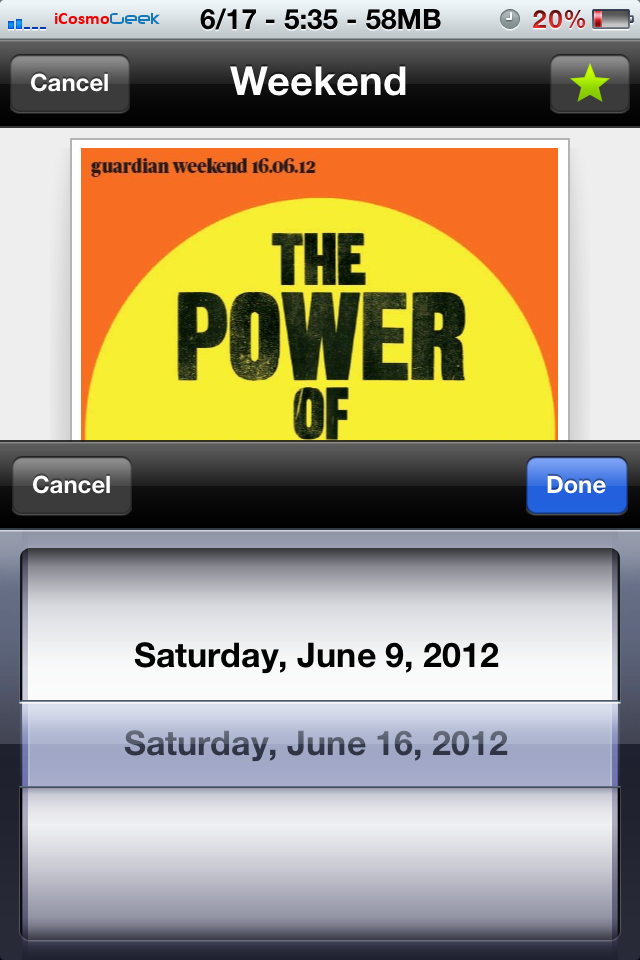 iCosmoGeek 6/17 - 5:35 - 58MB 20%
Cancel Weekend
guardian weekend 16.06.12
THE
POWER
OF
Cancel Done
Saturday, June 9, 2012
Saturday, June 16, 2012